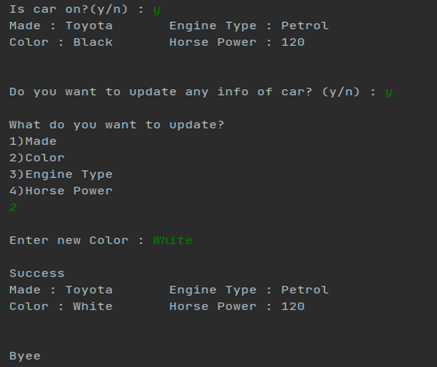 Is car on?(y/n) : y
Made : Toyota       Engine Type : Petrol
Color : Black       Horse Power : 120
Do you want to update any info of car? (y/n) : y
What do you want to update?
1)Made
2)Color
3)Engine Type
4)Horse Power
2
Enter new Color : White
Success
Made : Toyota       Engine Type : Petrol
Color : White       Horse Power : 120
Byee